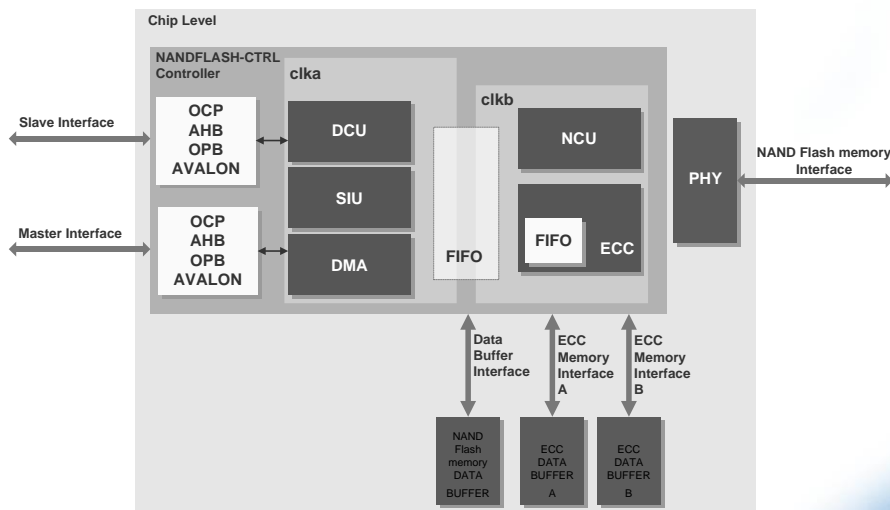 Chip Level
NANDFLASH-CTRL
Controller
clka
clkb
Slave Interface
OCP
AHB
OPB
AVALON
DCU
NCU
NAND Flash memory
Interface
PHY
SIU
Master Interface
OCP
AHB
OPB
AVALON
DMA
FIFO
FIFO
ECC
Data
Buffer
Interface
ECC
Memory
Interface
A
ECC
Memory
Interface
B
NAND
Flash
memory
DATA
BUFFER
ECC
DATA
BUFFER
A
ECC
DATA
BUFFER
B